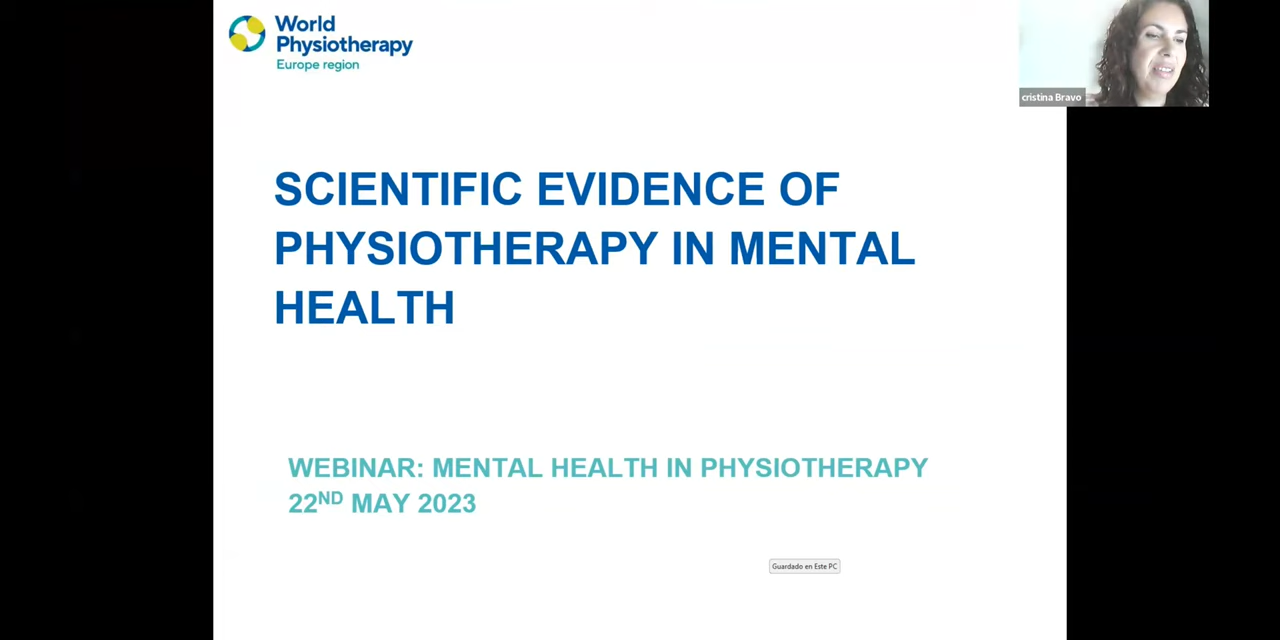 World
Physiotherapy
Europe region
cristina Bravo
SCIENTIFIC EVIDENCE OF
PHYSIOTHERAPY IN MENTAL
HEALTH
WEBINAR: MENTAL HEALTH IN PHYSIOTHERAPY
22ND MAY 2023
Guardado en Este PC